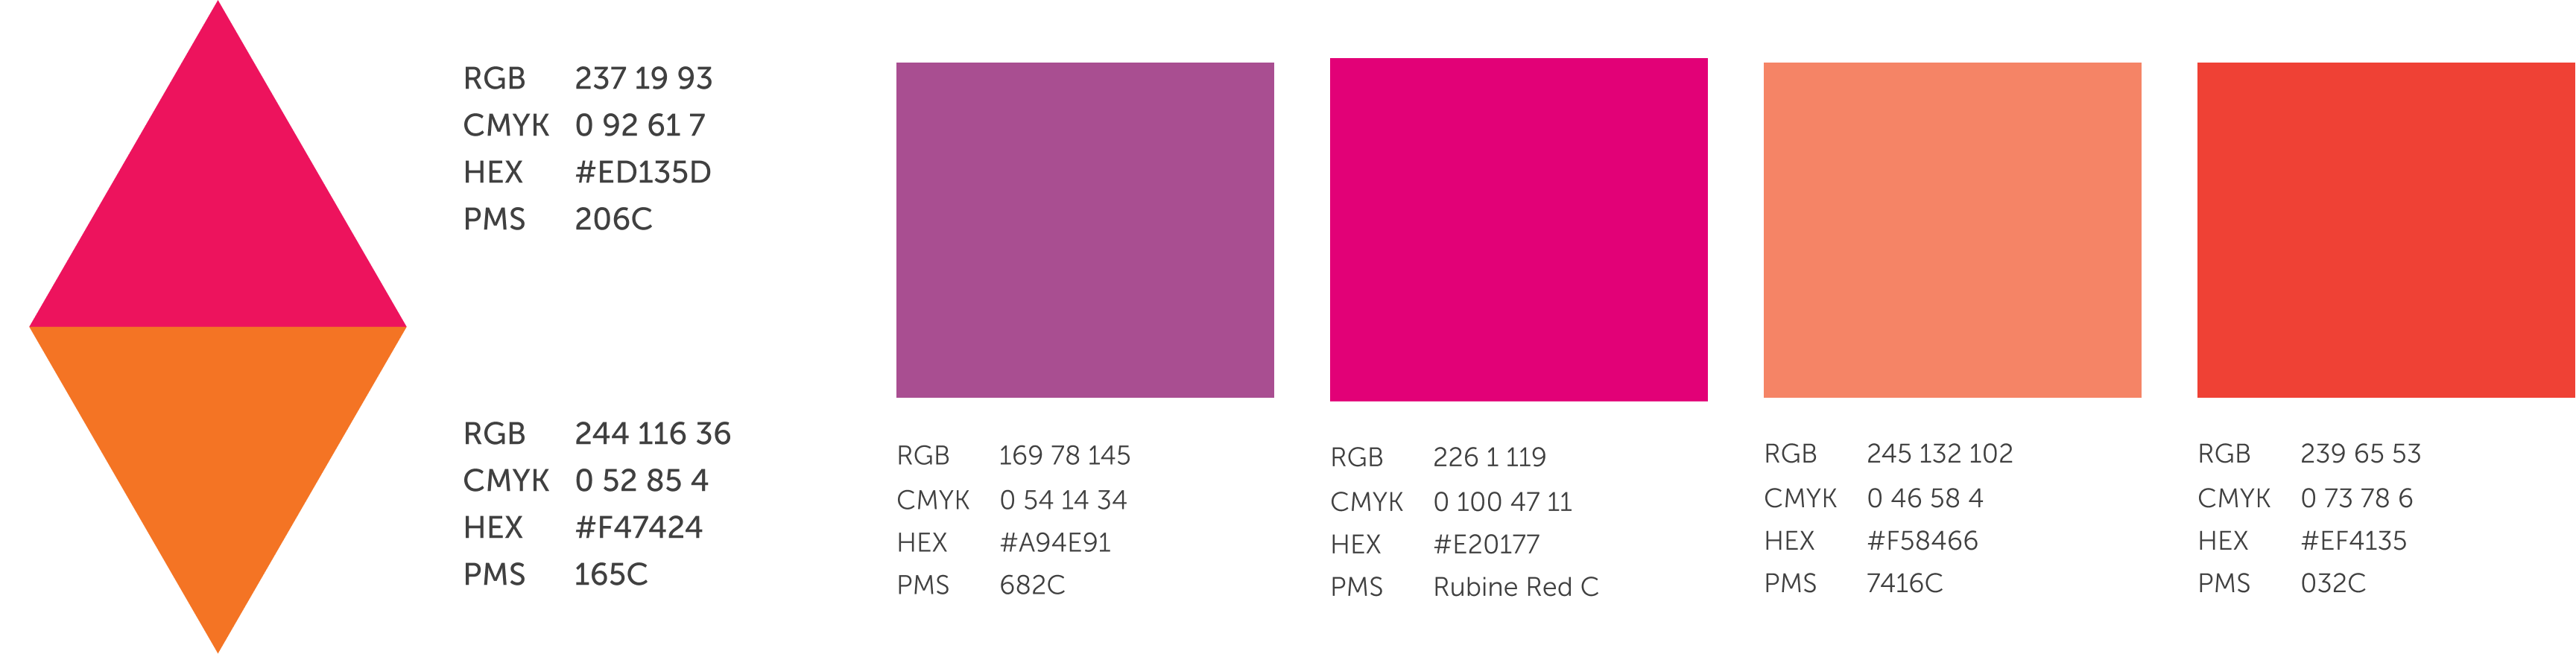 RGB 237 19 93
CMYK 0 92 61 7
HEX #ED135D
PMS 206C
RGB 244 116 36
CMYK 0 52 85 4
HEX #F47424
PMS 165C
RGB 169 78 145
CMYK 0 54 14 34
HEX #A94E91
PMS 682C
RGB 226 1 119
CMYK 0 100 47 11
HEX #E20177
PMS Rubine Red C
RGB 245 132 102
CMYK 0 46 58 4
HEX #F58466
PMS 7416C
RGB 239 65 53
CMYK 0 73 78 6
HEX #EF4135
PMS 032C